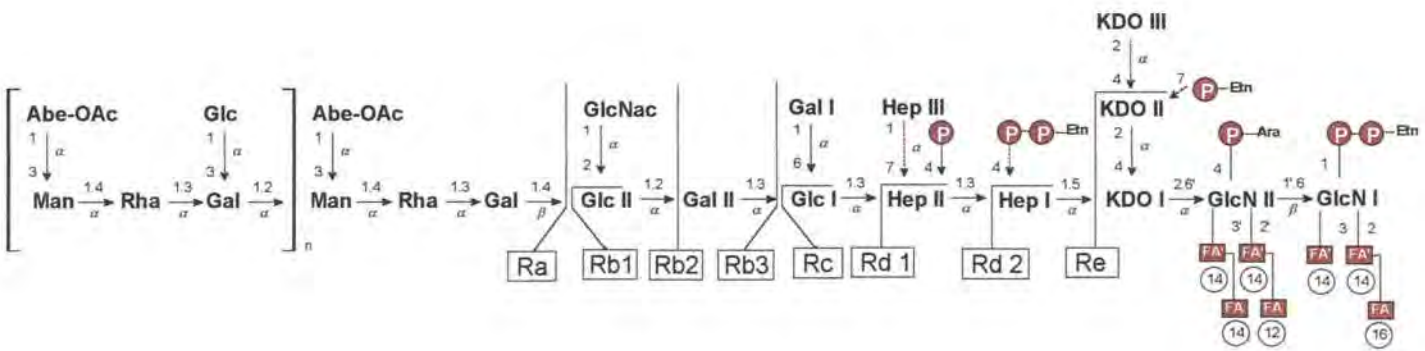 KDO III
2 α
4 7 P Etn
Abe-OAc Glc Abe-OAc GlcNac Gal I Hep III KDO II
1 α 1 α 1 α 1 α 1 α 1 α P P P Etn 2 α P Ara P P Etn
3 3 3 2 6 7 4 4 4 4 1
Man 1.4 α Rha 1.3 α Gal 1.2 α n Man 1.4 α Rha 1.3 α Gal 1.4 β Glc II 1.2 α Gal II 1.3 α Glc I 1.3 α Hep II 1.3 α Hep I 1.5 α KDO I 2.6' α GlcN II 1'.6 β GlcN I
3' 2' 3 2
Ra Rb1 Rb2 Rb3 Rc Rd 1 Rd 2 Re
FA' FA' FA' FA'
14 14 14 14
FA FA FA
14 12 16